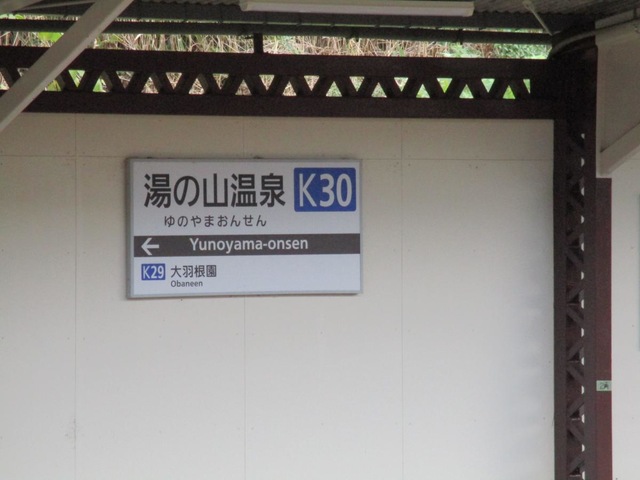 湯の山温泉 K30
ゆのやまおんせん
← Yunoyama-onsen
K29 大羽根園
Obaneen